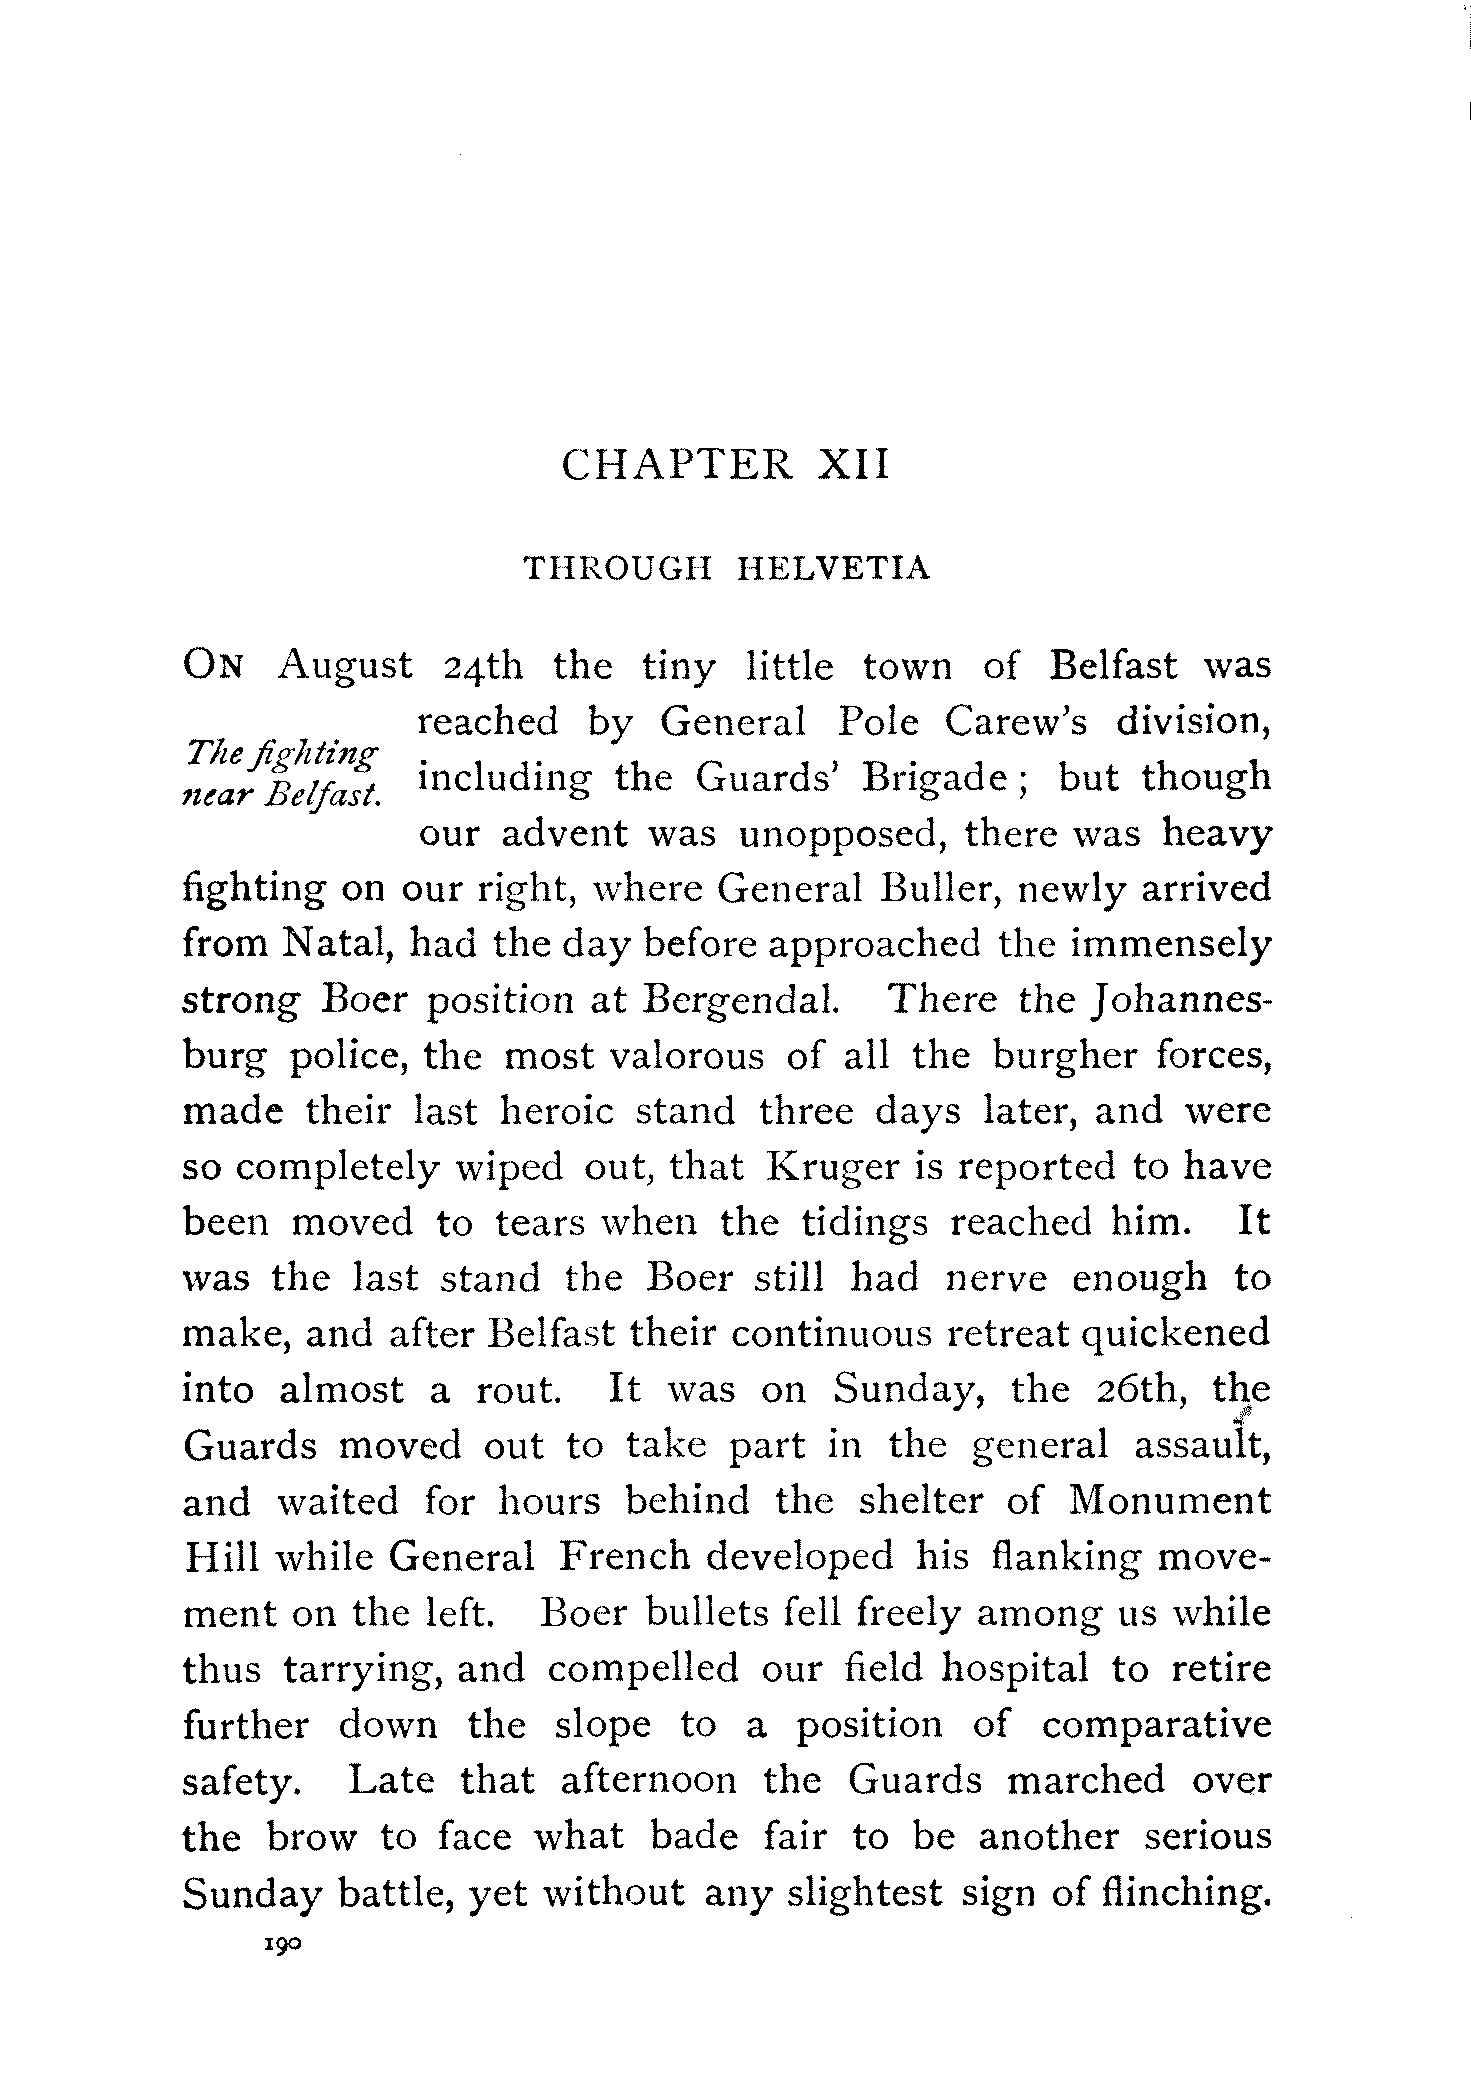 CHAPTER XII
THROUGH HELVETIA
ON August 24th the tiny little town of Belfast was
reached by General Pole Carew's division,
The fighting
near Belfast.
including the Guards' Brigade; but though
our advent was unopposed, there was heavy
fighting on our right, where General Buller, newly arrived
from Natal, had the day before approached the immensely
strong Boer position at Bergendal. There the Johannes-
burg police, the most valorous of all the burgher forces,
made their last heroic stand three days later, and were
so completely wiped out, that Kruger is reported to have
been moved to tears when the tidings reached him. It
was the last stand the Boer still had nerve enough to
make, and after Belfast their continuous retreat quickened
into almost a rout. It was on Sunday, the 26th, the
Guards moved out to take part in the general assault,
and waited for hours behind the shelter of Monument
Hill while General French developed his flanking move-
ment on the left. Boer bullets fell freely among us while
thus tarrying, and compelled our field hospital to retire
further down the slope to a position of comparative
safety. Late that afternoon the Guards marched over
the brow to face what bade fair to be another serious
Sunday battle, yet without any slightest sign of flinching.
190